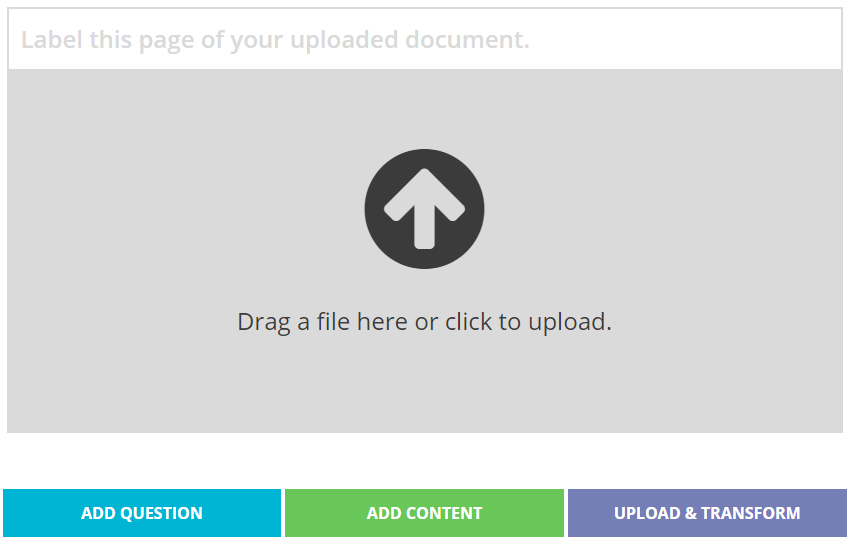 Label this page of your uploaded document.
Drag a file here or click to upload.
ADD QUESTION
ADD CONTENT
UPLOAD & TRANSFORM